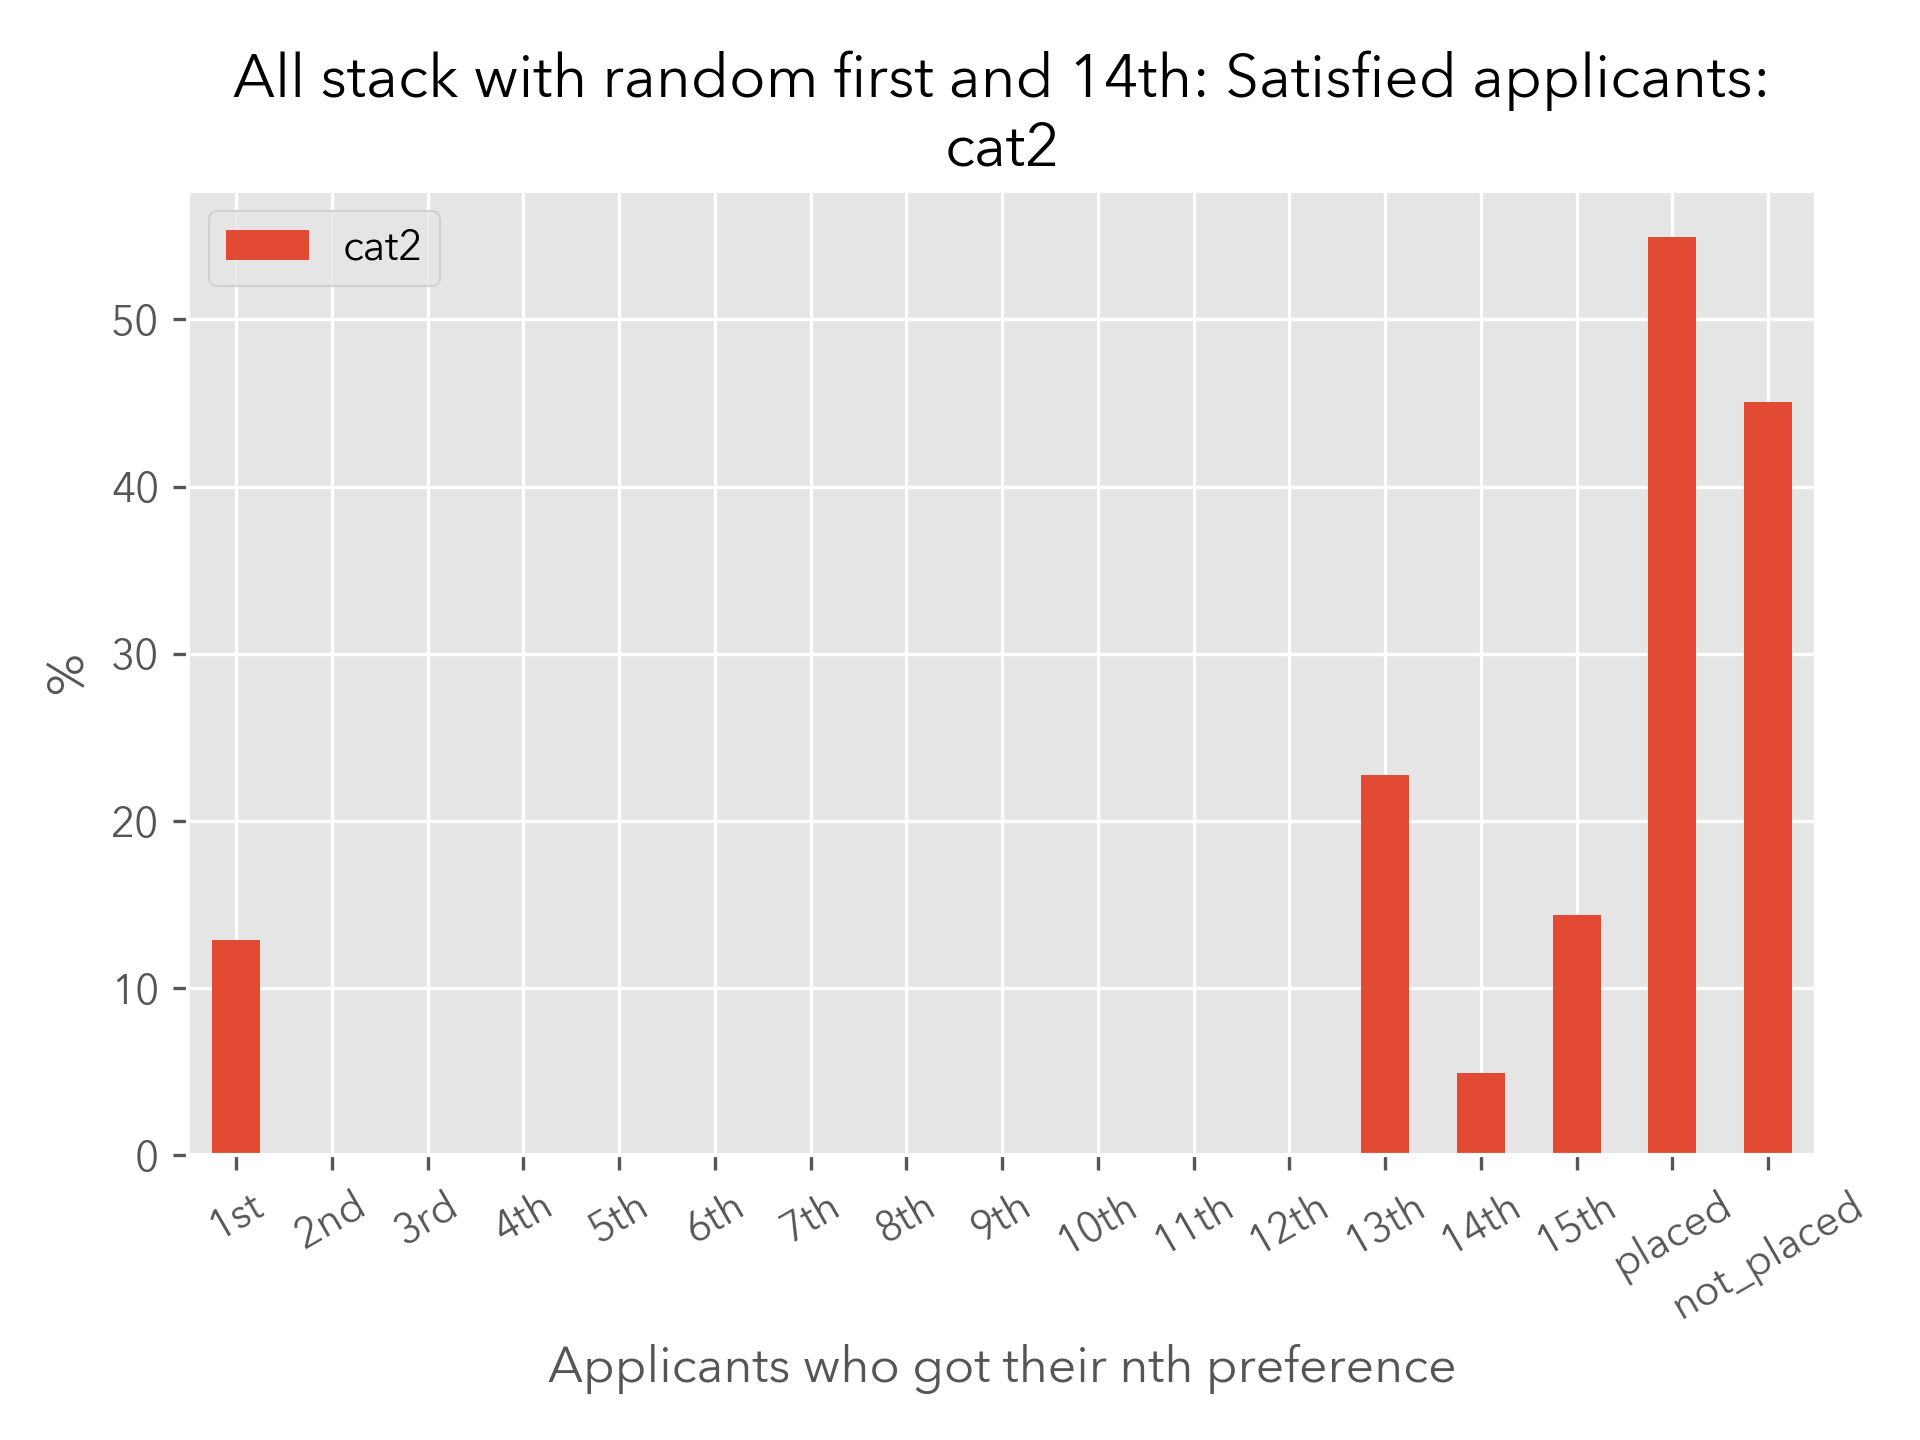 All stack with random first and 14th: Satisfied applicants:
cat2
cat2
50
40
30
20
10
0
%
1st
2nd
3rd
4th
5th
6th
7th
8th
9th
10th
11th
12th
13th
14th
15th
placed
not_placed
Applicants who got their nth preference